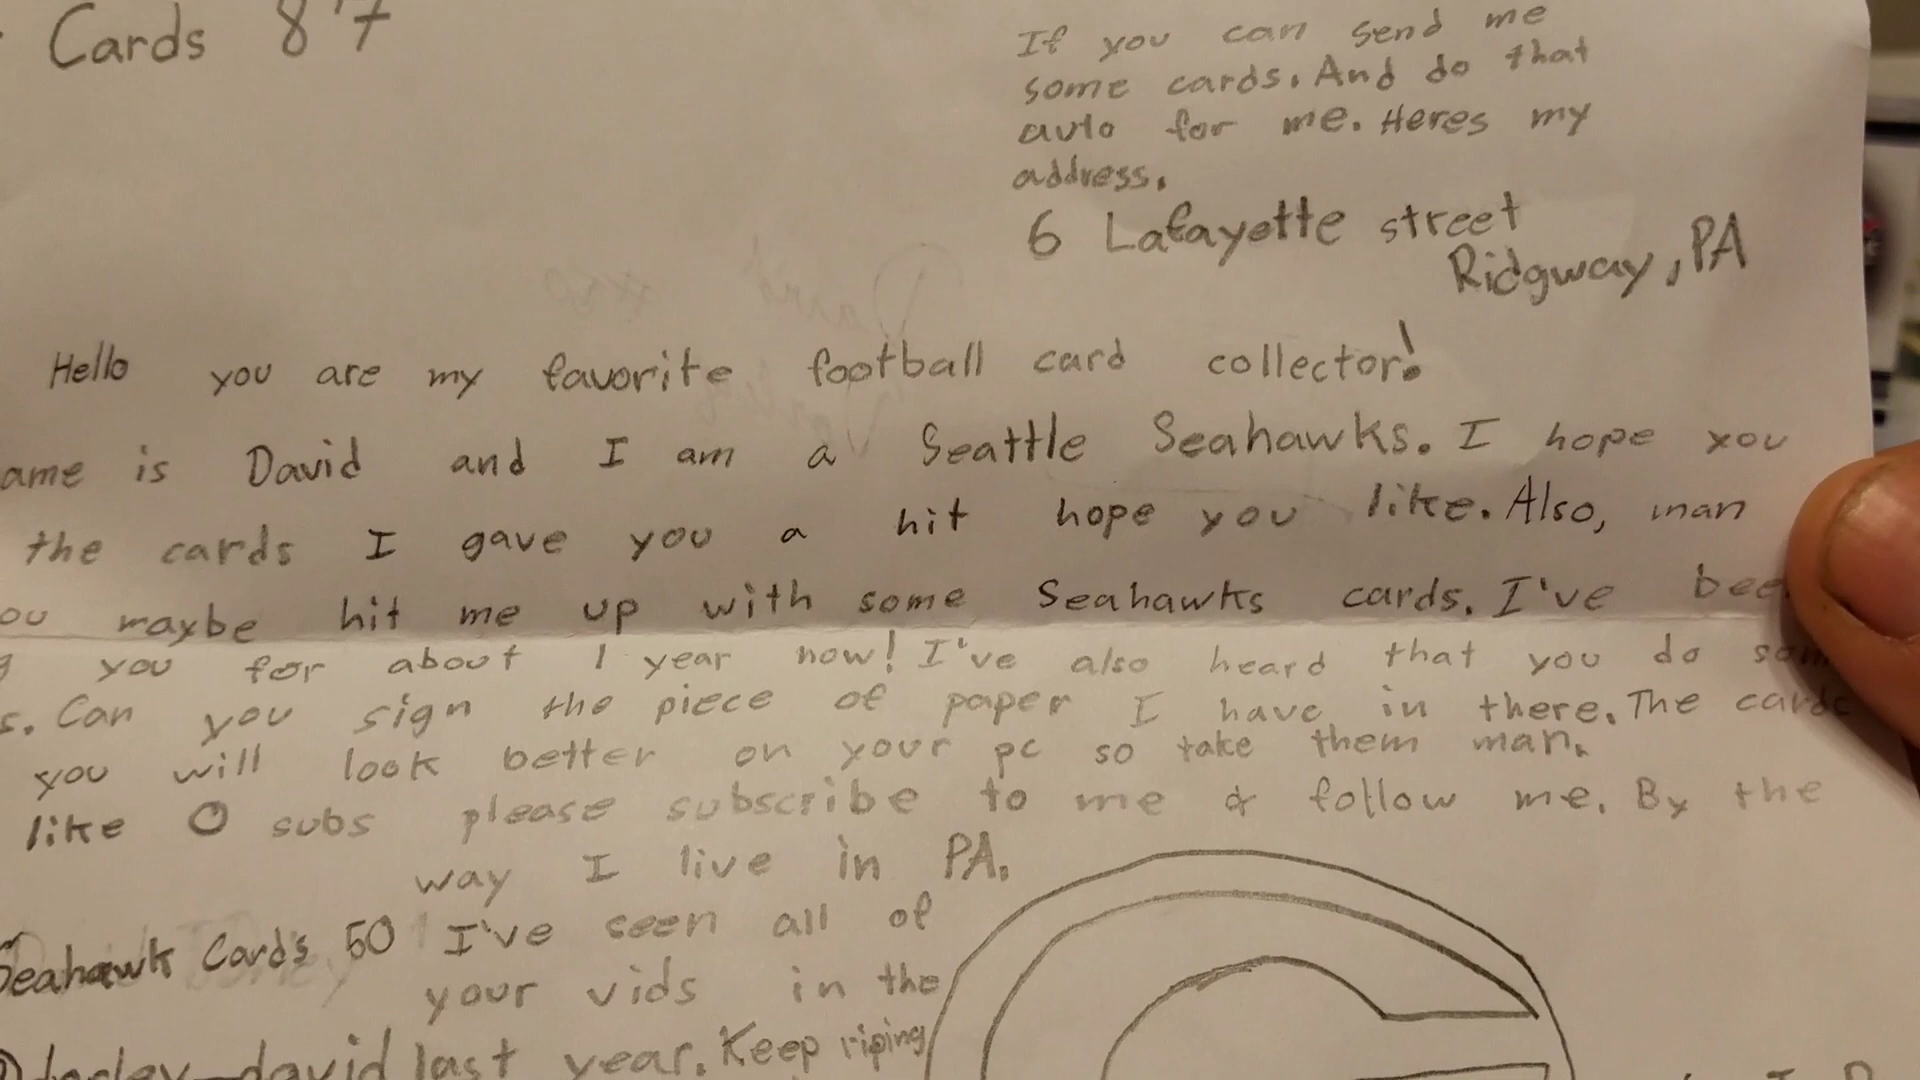 Cards 87
If you can send me
some cards. And do that
auto for me. Heres my
address.
6 Lafayette street
Ridgway, PA
Hello you are my favorite football card collector!
ame is David and I am a Seattle Seahawks. I hope you
the cards I gave you a hit hope you like. Also, man
ou maybe hit me up with some Seahawks cards. I've bee
g you for about 1 year now! I've also heard that you do som
s. Can you sign the piece of paper I have in there. The cards
you will look better on your pc so take them man.
like 0 subs please subscribe to me & follow me. By the
way I live in PA.
Seahawk Cards 50
I've seen all of
your vids in the
last year. Keep riping
david